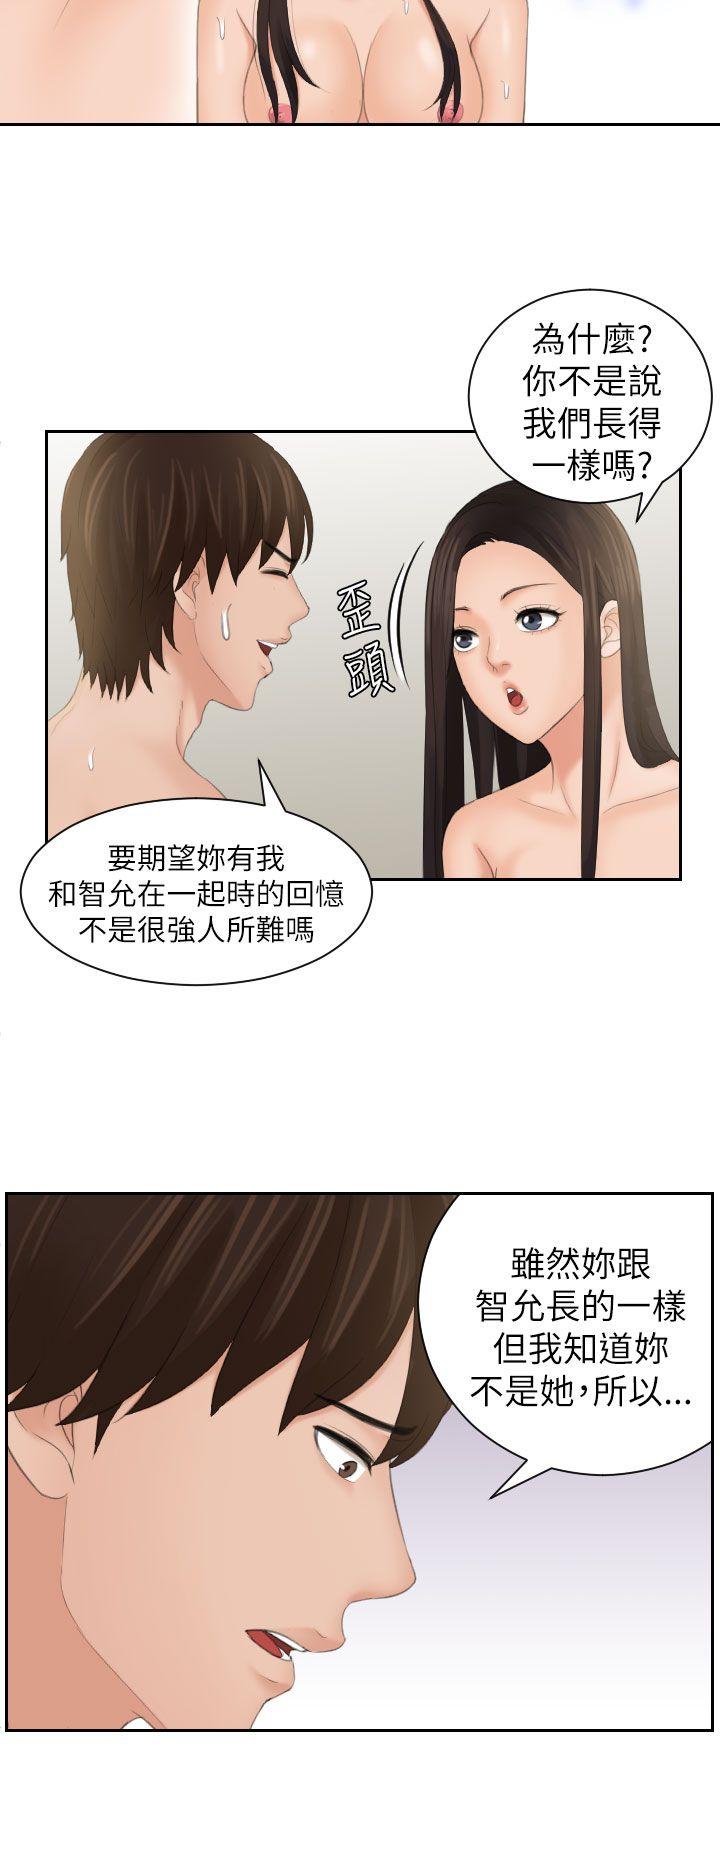 為什麼?
你不是說
我們長得
一樣嗎?
歪頭
要期望妳有我
和智允在一起時的回憶
不是很強人所難嗎
雖然妳跟
智允長的一樣
但我知道妳
不是她，所以...